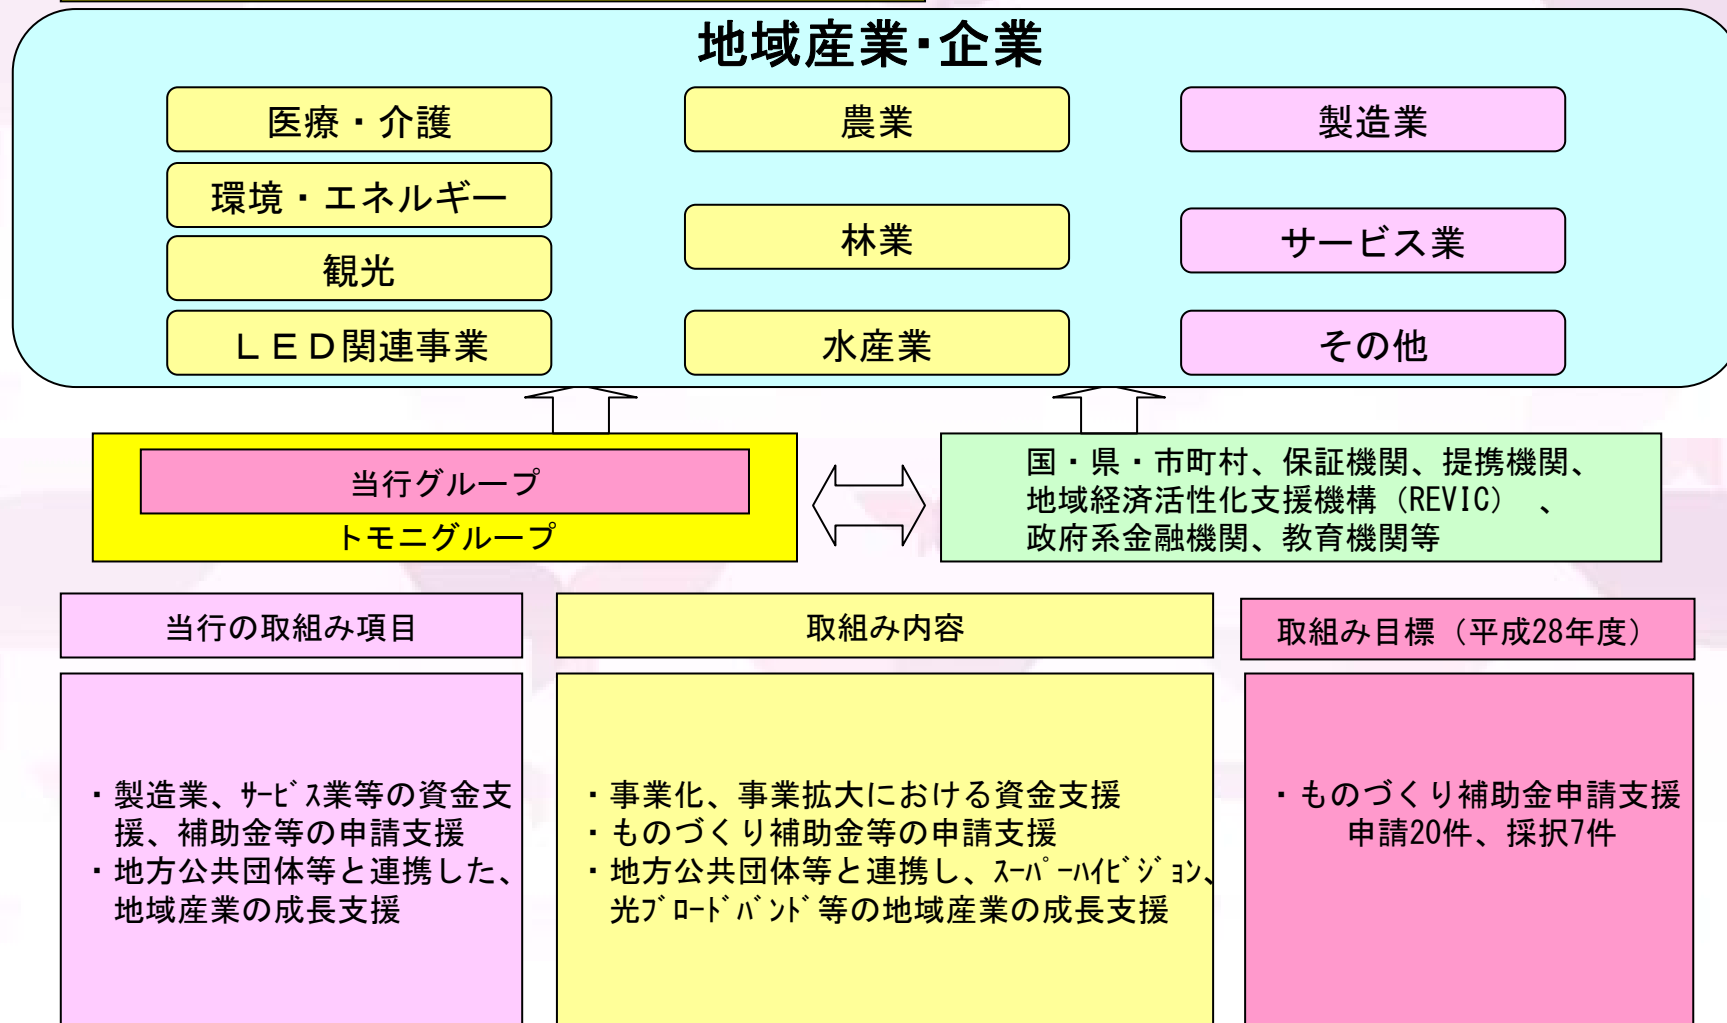 地域産業・企業
医療・介護
農業
製造業
環境・エネルギー
林業
サービス業
観光
ＬＥＤ関連事業
水産業
その他
当行グループ
トモニグループ
国・県・市町村、保証機関、提携機関、
地域経済活性化支援機構（REVIC）　、
政府系金融機関、教育機関等
当行の取組み項目
・製造業、ｻｰﾋﾞｽ業等の資金支
援、補助金等の申請支援
・地方公共団体等と連携した、
地域産業の成長支援
取組み内容
・事業化、事業拡大における資金支援
・ものづくり補助金等の申請支援
・地方公共団体等と連携し、ｽｰﾊﾟｰﾊｲﾋﾞｼﾞｮﾝ、
光ﾌﾞﾛｰﾄﾞﾊﾞﾝﾄﾞ等の地域産業の成長支援
取組み目標（平成28年度）
・ものづくり補助金申請支援
申請20件、採択7件